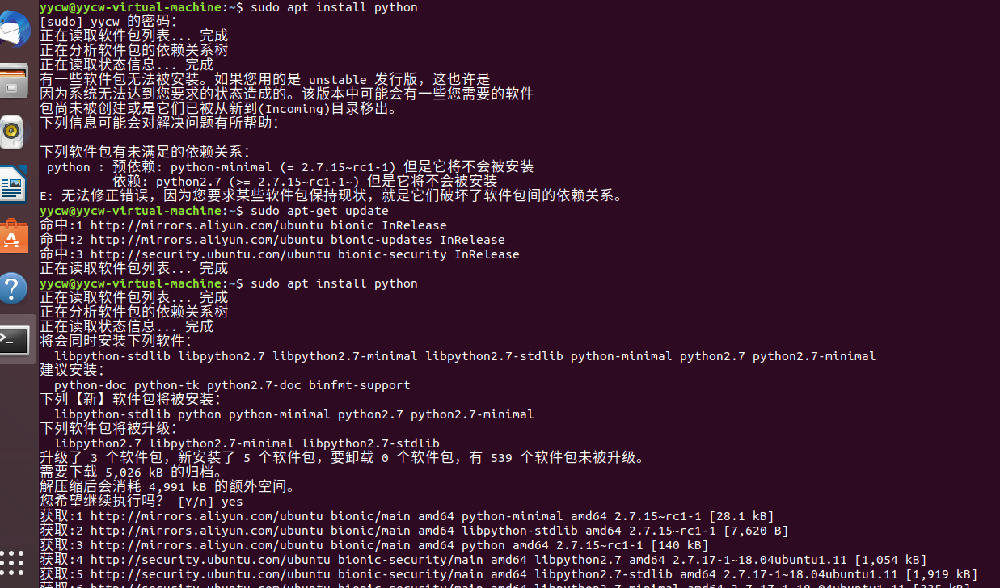 yycw@yycw-virtual-machine:~$ sudo apt install python
[sudo] yycw 的密码：
正在读取软件包列表... 完成
正在分析软件包的依赖关系树
正在读取状态信息... 完成
有一些软件包无法被安装。如果您用的是 unstable 发行版，这也许是
因为系统无法达到您要求的状态造成的。该版本中可能会有一些您需要的软件
包尚未被创建或是它们已被从新到(Incoming)目录移出。
下列信息可能会对解决问题有所帮助：
下列软件包有未满足的依赖关系：
python : 预依赖: python-minimal (= 2.7.15~rc1-1) 但是它将不会被安装
依赖: python2.7 (>= 2.7.15~rc1-1~) 但是它将不会被安装
E: 无法修正错误，因为您要求某些软件包保持现状，就是它们破坏了软件包间的依赖关系。
yycw@yycw-virtual-machine:~$ sudo apt-get update
命中:1 http://mirrors.aliyun.com/ubuntu bionic InRelease
命中:2 http://mirrors.aliyun.com/ubuntu bionic-updates InRelease
命中:3 http://security.ubuntu.com/ubuntu bionic-security InRelease
正在读取软件包列表... 完成
yycw@yycw-virtual-machine:~$ sudo apt install python
正在读取软件包列表... 完成
正在分析软件包的依赖关系树
正在读取状态信息... 完成
将会同时安装下列软件：
libpython-stdlib libpython2.7 libpython2.7-minimal libpython2.7-stdlib python-minimal python2.7 python2.7-minimal
建议安装：
python-doc python-tk python2.7-doc binfmt-support
下列【新】软件包将被安装：
libpython-stdlib python python-minimal python2.7 python2.7-minimal
下列软件包将被升级：
libpython2.7 libpython2.7-minimal libpython2.7-stdlib
升级了 3 个软件包，新安装了 5 个软件包，要卸载 0 个软件包，有 539 个软件包未被升级。
需要下载 5,026 kB 的归档。
解压缩后会消耗 4,991 kB 的额外空间。
您希望继续执行吗？ [Y/n] yes
获取:1 http://mirrors.aliyun.com/ubuntu bionic/main amd64 python-minimal amd64 2.7.15~rc1-1 [28.1 kB]
获取:2 http://mirrors.aliyun.com/ubuntu bionic/main amd64 libpython-stdlib amd64 2.7.15~rc1-1 [7,620 B]
获取:3 http://mirrors.aliyun.com/ubuntu bionic/main amd64 python amd64 2.7.15~rc1-1 [140 kB]
获取:4 http://security.ubuntu.com/ubuntu bionic-security/main amd64 libpython2.7 amd64 2.7.17-1~18.04ubuntu1.11 [1,054 kB]
获取:5 http://security.ubuntu.com/ubuntu bionic-security/main amd64 libpython2.7-stdlib amd64 2.7.17-1~18.04ubuntu1.11 [1,919 kB]